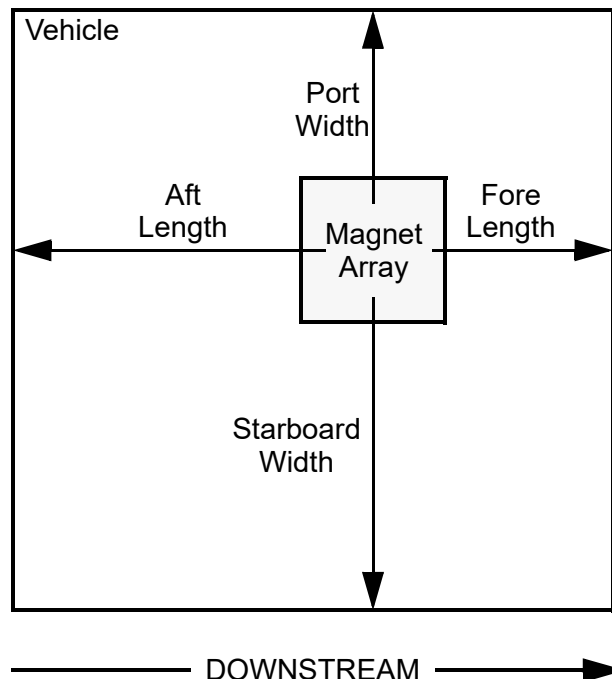 Vehicle
Port
Width
Aft
Length
Fore
Length
Magnet
Array
Starboard
Width
DOWNSTREAM